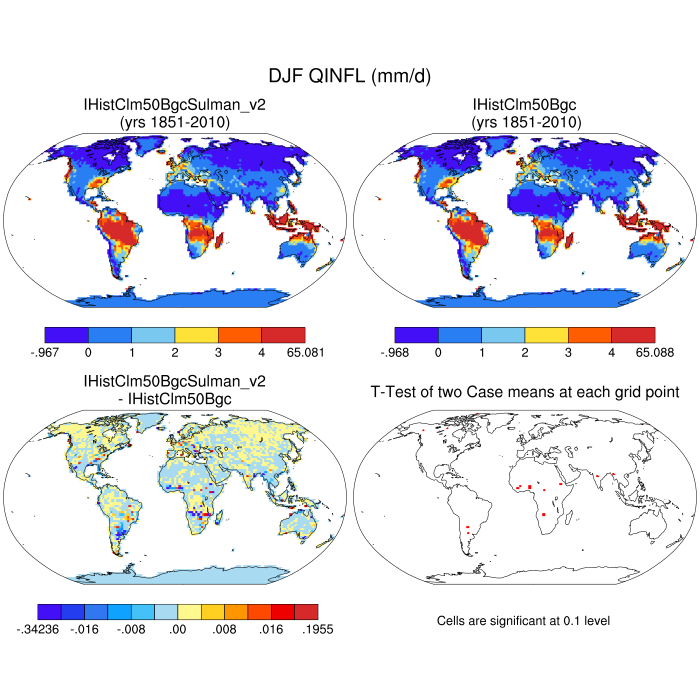 DJF QINFL (mm/d)
IHistClm50BgcSulman_v2
(yrs 1851-2010)
IHistClm50Bgc
(yrs 1851-2010)
-.967 0 1 2 3 4 65.081
-.968 0 1 2 3 4 65.088
IHistClm50BgcSulman_v2
- IHistClm50Bgc
T-Test of two Case means at each grid point
-.34236 -.016 -.008 .00 .008 .016 .1955
Cells are significant at 0.1 level